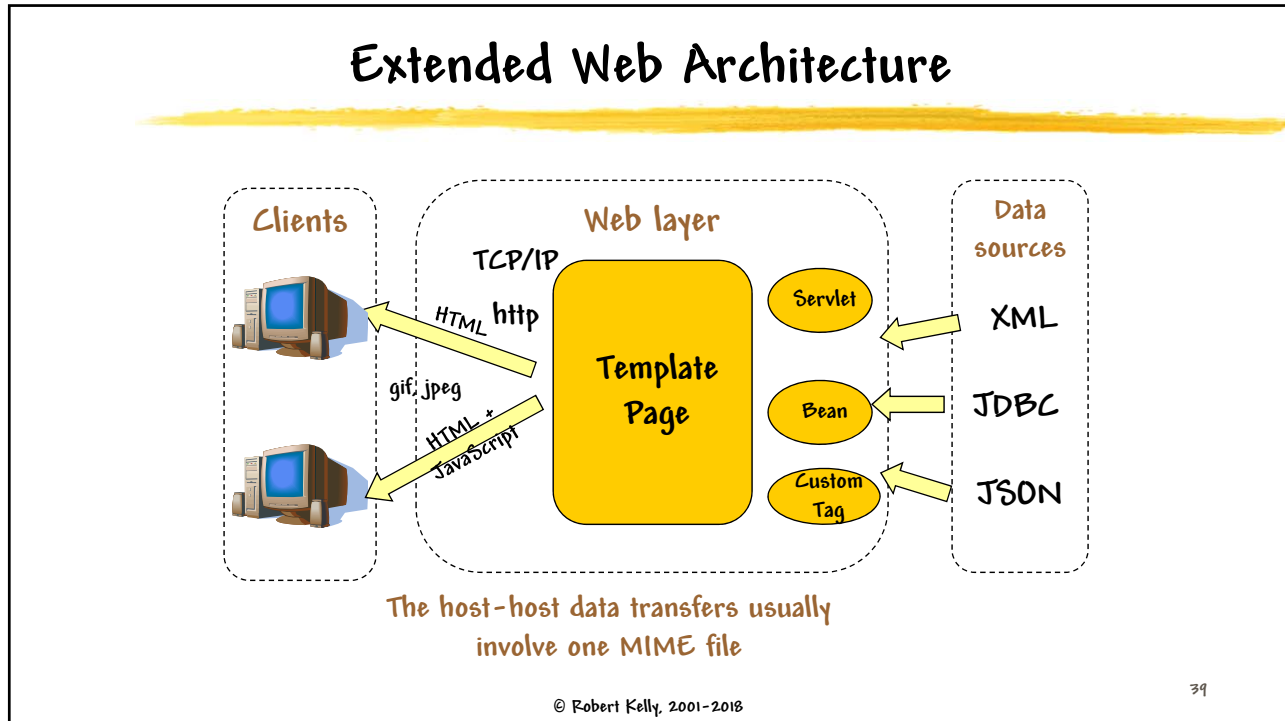 Extended Web Architecture
Clients
Web layer
Data
sources
TCP/IP
http
HTML
gif, jpeg
HTML +
JavaScript
Template
Page
Servlet
Bean
Custom
Tag
XML
JDBC
JSON
The host-host data transfers usually
involve one MIME file
© Robert Kelly, 2001-2018
39